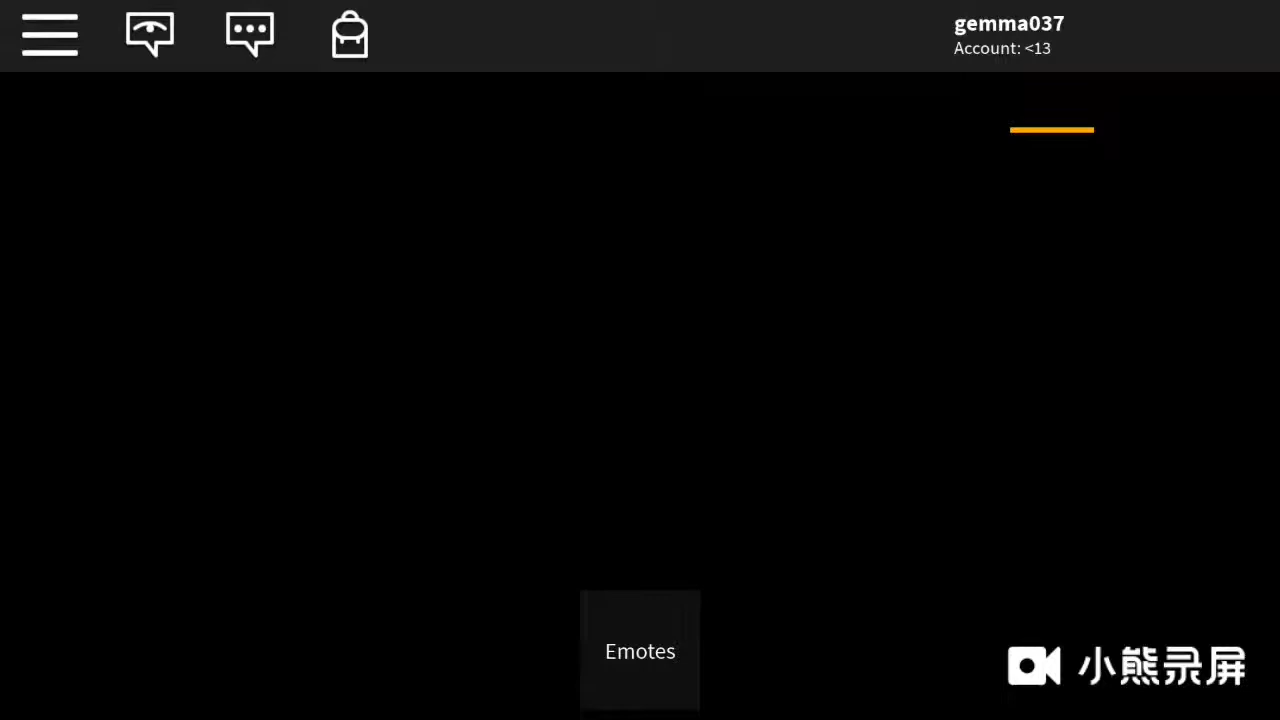 gemma037
Account: <13
Emotes
小熊录屏